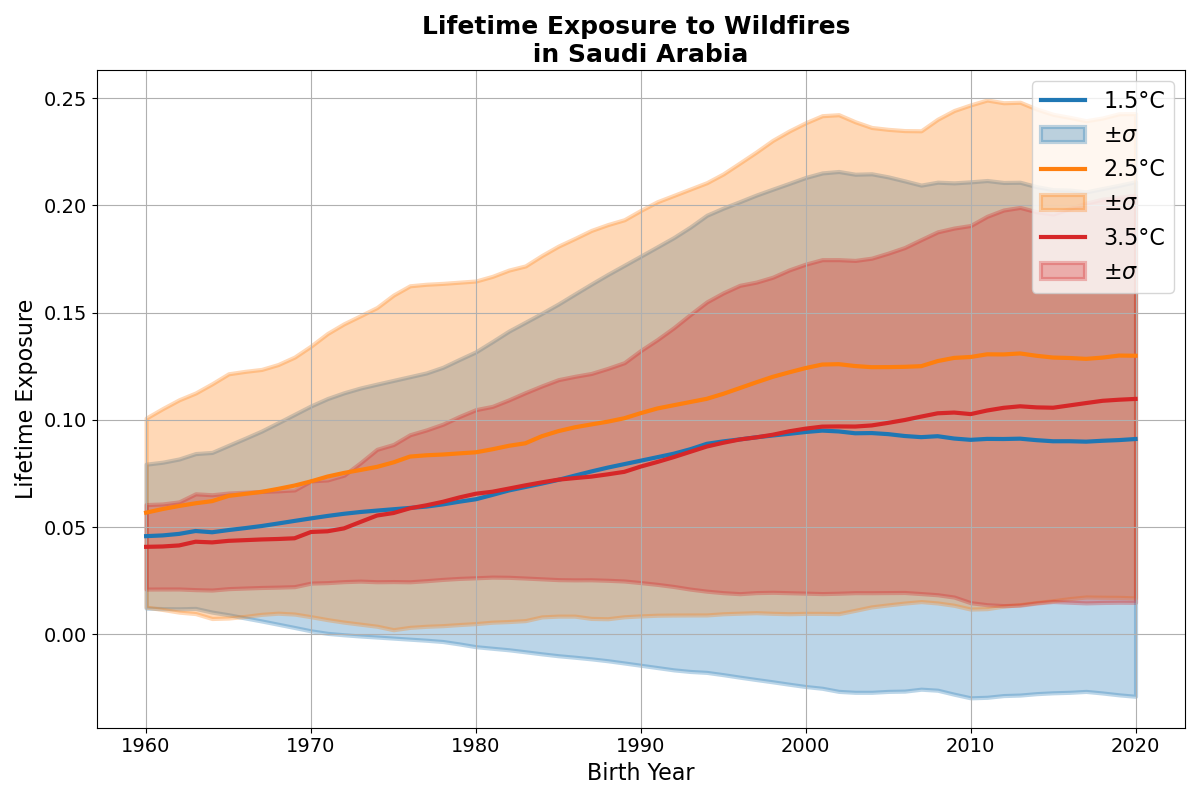 Lifetime Exposure to Wildfires
in Saudi Arabia
Lifetime Exposure
0.25
0.20
0.15
0.10
0.05
0.00
1960
1970
1980
1990
2000
2010
2020
Birth Year
1.5°C
±σ
2.5°C
±σ
3.5°C
±σ